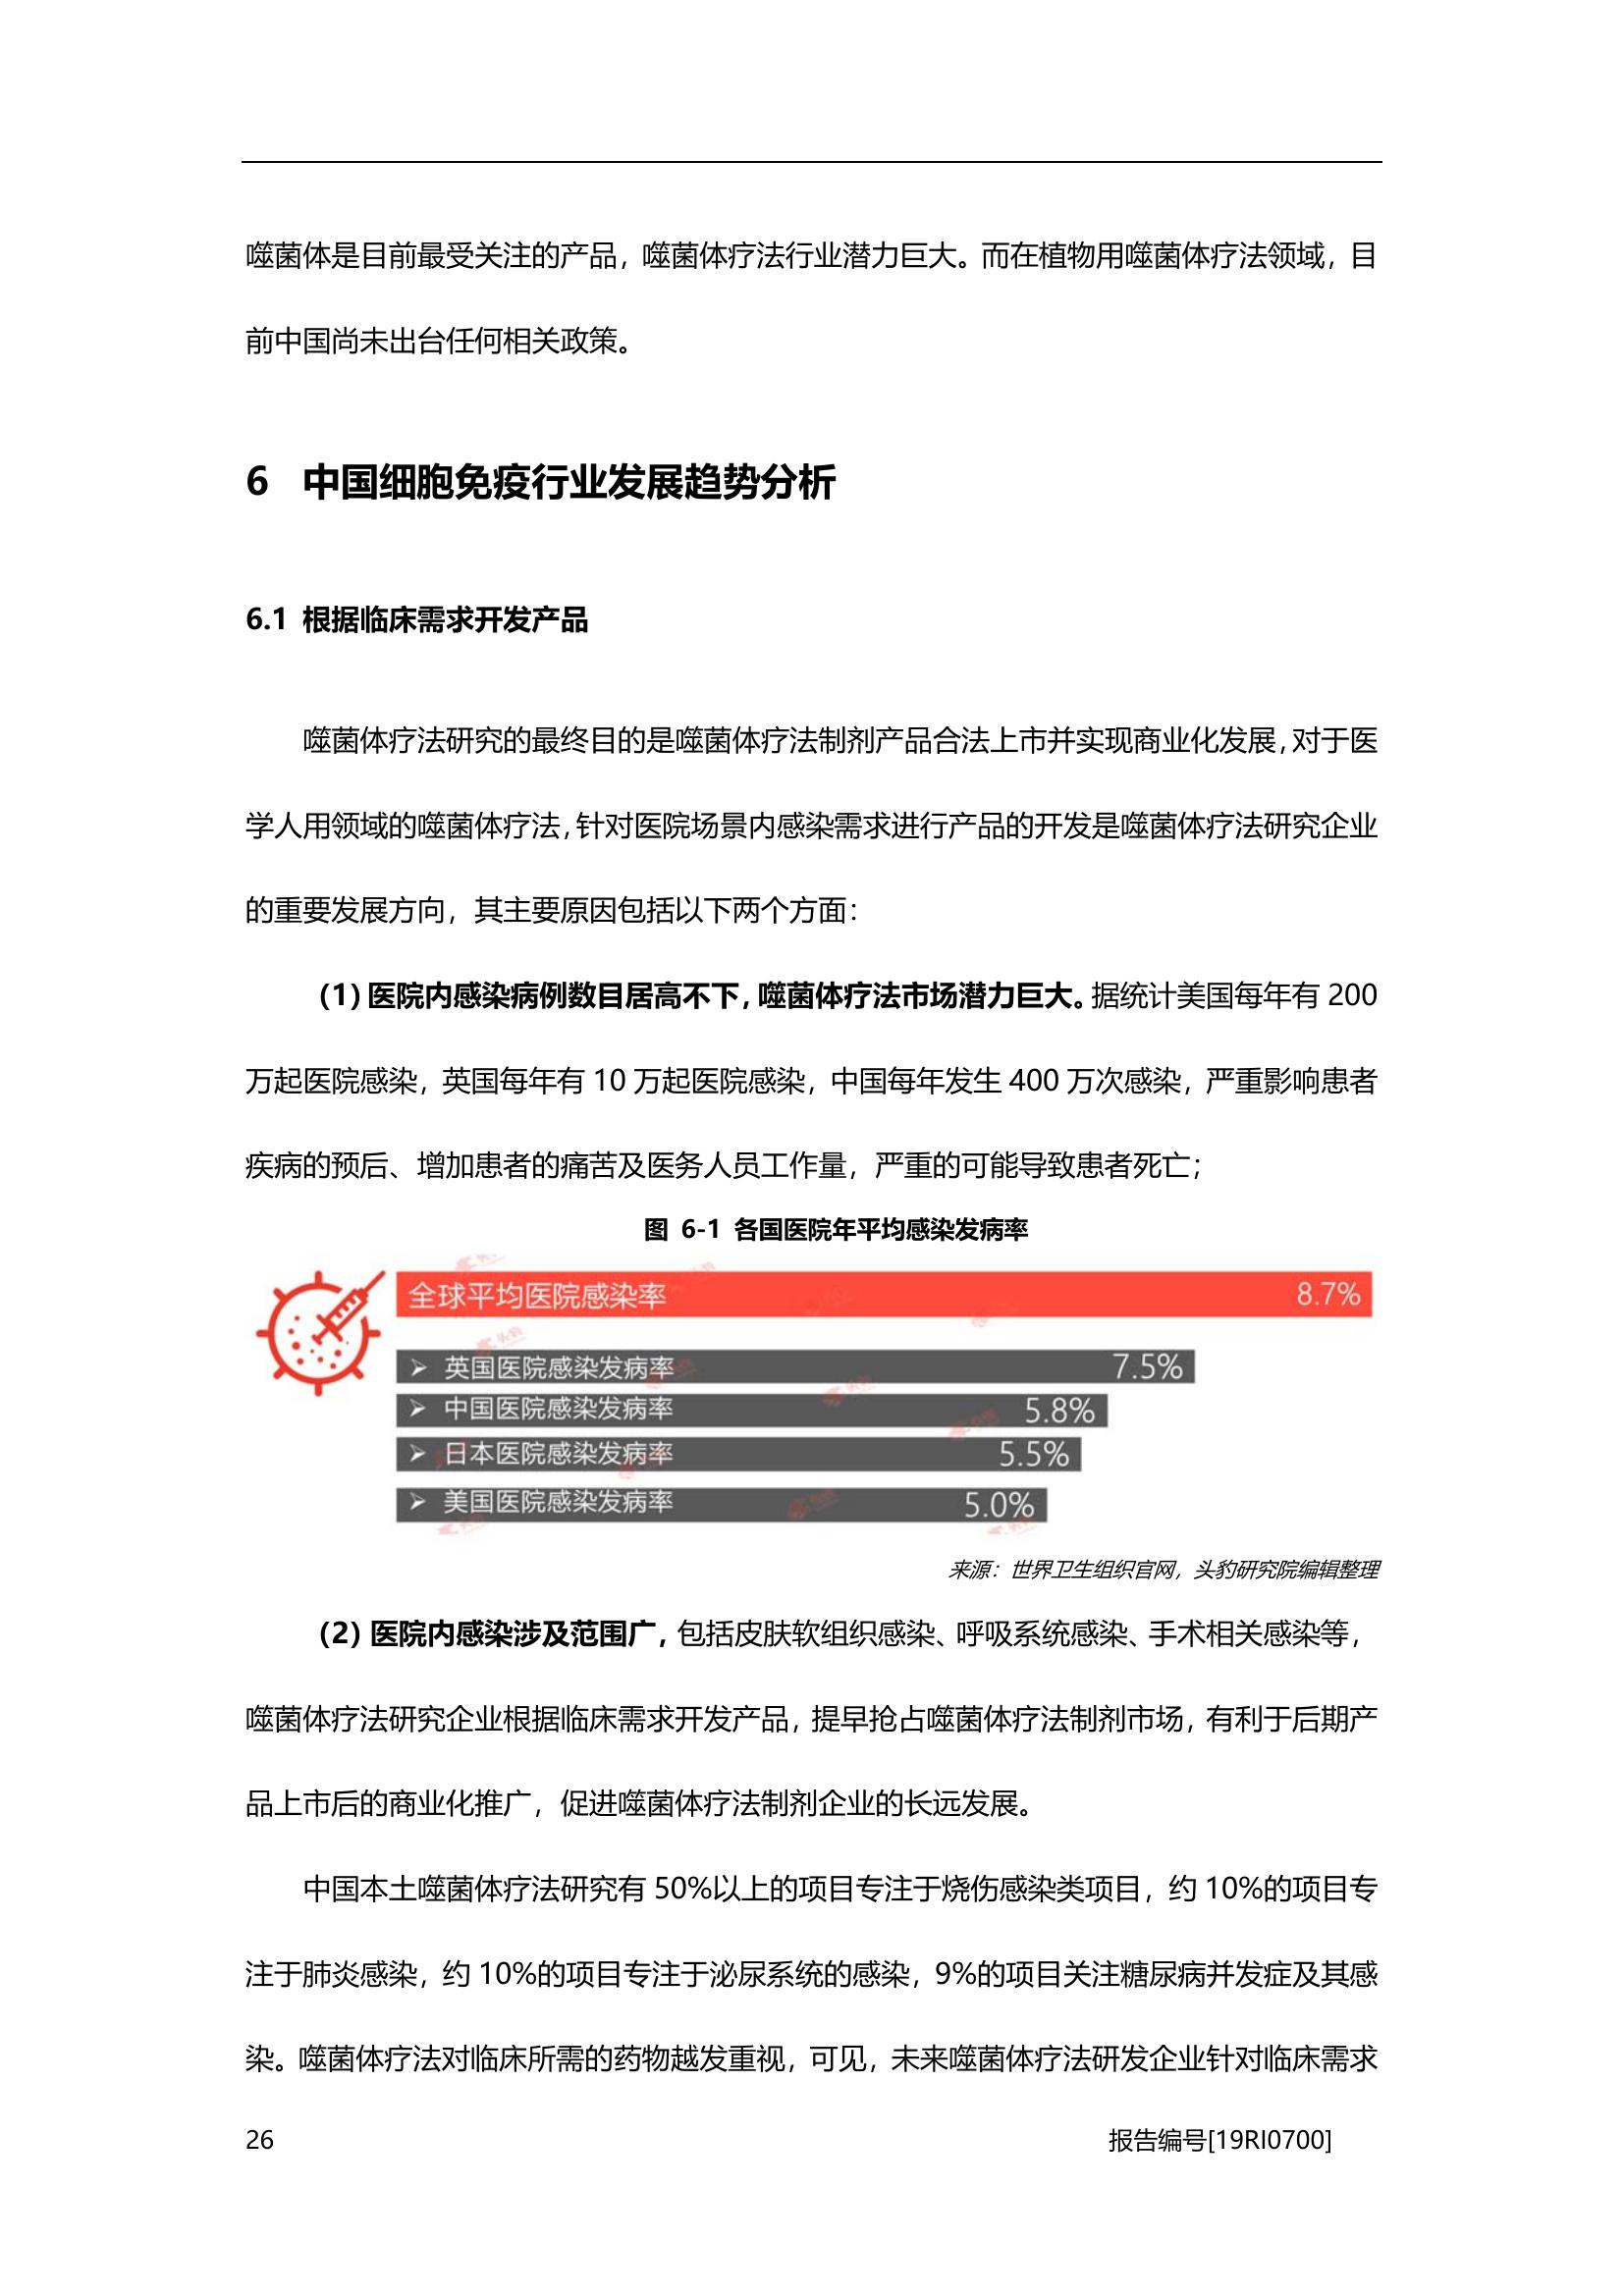 噬菌体是目前最受关注的产品，噬菌体疗法行业潜力巨大。而在植物用噬菌体疗法领域，目
前中国尚未出台任何相关政策。
6 中国细胞免疫行业发展趋势分析
6.1 根据临床需求开发产品
噬菌体疗法研究的最终目的是噬菌体疗法制剂产品合法上市并实现商业化发展，对于医
学人用领域的噬菌体疗法，针对医院场景内感染需求进行产品的开发是噬菌体疗法研究企业
的重要发展方向，其主要原因包括以下两个方面：
（1）医院内感染病例数目居高不下，噬菌体疗法市场潜力巨大。据统计美国每年有 200
万起医院感染，英国每年有 10 万起医院感染，中国每年发生 400 万次感染，严重影响患者
疾病的预后、增加患者的痛苦及医务人员工作量，严重的可能导致患者死亡；
图 6-1 各国医院年平均感染发病率
全球平均医院感染率 8.7%
➢ 英国医院感染发病率 7.5%
➢ 中国医院感染发病率 5.8%
➢ 日本医院感染发病率 5.5%
➢ 美国医院感染发病率 5.0%
来源：世界卫生组织官网，头豹研究院编辑整理
（2）医院内感染涉及范围广，包括皮肤软组织感染、呼吸系统感染、手术相关感染等，
噬菌体疗法研究企业根据临床需求开发产品，提早抢占噬菌体疗法制剂市场，有利于后期产
品上市后的商业化推广，促进噬菌体疗法制剂企业的长远发展。
中国本土噬菌体疗法研究有 50%以上的项目专注于烧伤感染类项目，约 10%的项目专
注于肺炎感染，约 10%的项目专注于泌尿系统的感染，9%的项目关注糖尿病并发症及其感
染。噬菌体疗法对临床所需的药物越发重视，可见，未来噬菌体疗法研发企业针对临床需求
26 报告编号[19RI0700]